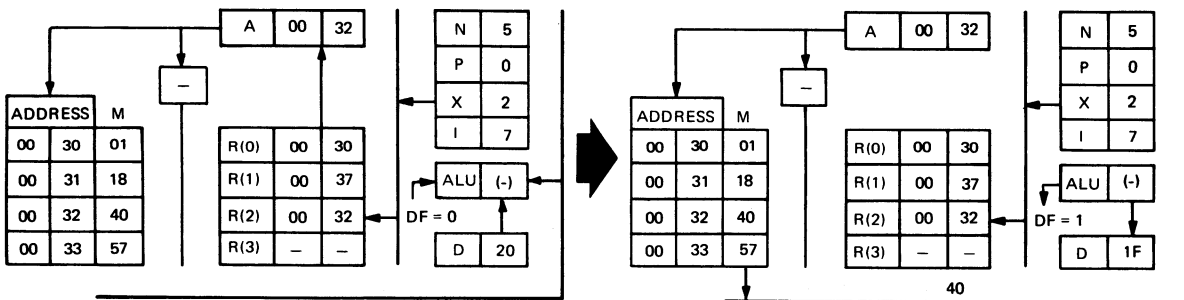 A 00 32
N 5
P 0
X 2
I 7
–
ADDRESS M
00 30 01
00 31 18
00 32 40
00 33 57
R(0) 00 30
R(1) 00 37
R(2) 00 32
R(3) – –
ALU (-)
DF = 0
D 20
A 00 32
N 5
P 0
X 2
I 7
–
ADDRESS M
00 30 01
00 31 18
00 32 40
00 33 57
R(0) 00 30
R(1) 00 37
R(2) 00 32
R(3) – –
ALU (-)
DF = 1
D 1F
40